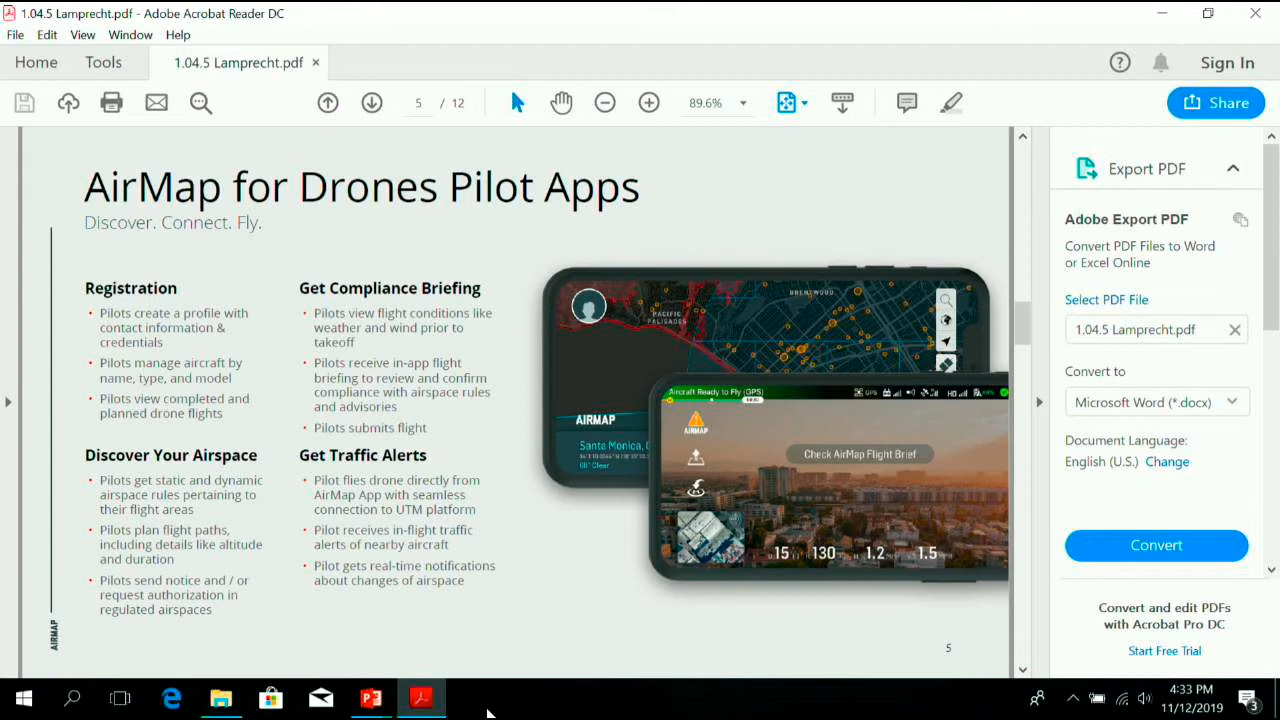 1.04.5 Lamprecht.pdf - Adobe Acrobat Reader DC
File Edit View Window Help
Home Tools 1.04.5 Lamprecht.pdf × Sign In
5 / 12 89.6% Share
AirMap for Drones Pilot Apps
Discover. Connect. Fly.
Registration
• Pilots create a profile with
contact information &
credentials
• Pilots manage aircraft by
name, type, and model
• Pilots view completed and
planned drone flights
Discover Your Airspace
• Pilots get static and dynamic
airspace rules pertaining to
their flight areas
• Pilots plan flight paths,
including details like altitude
and duration
• Pilots send notice and / or
request authorization in
regulated airspaces
Get Compliance Briefing
• Pilots view flight conditions like
weather and wind prior to
takeoff
• Pilots receive in-app flight
briefing to review and confirm
compliance with airspace rules
and advisories
• Pilots submits flight
Get Traffic Alerts
• Pilot flies drone directly from
AirMap App with seamless
connection to UTM platform
• Pilot receives in-flight traffic
alerts of nearby aircraft
• Pilot gets real-time notifications
about changes of airspace
BRENTWOOD
PACIFIC
PALISADES
AIRMAP
Santa Monica,
68° Clear
Aircraft Ready to Fly (GPS)
GPS HD
AIRMAP
Check AirMap Flight Brief
15 130 1.2 1.5
AIRMAP
5
Export PDF
Adobe Export PDF
Convert PDF Files to Word
or Excel Online
Select PDF File
1.04.5 Lamprecht.pdf
Convert to
Microsoft Word (*.docx)
Document Language:
English (U.S.) Change
Convert
Convert and edit PDFs
with Acrobat Pro DC
Start Free Trial
4:33 PM
11/12/2019
3